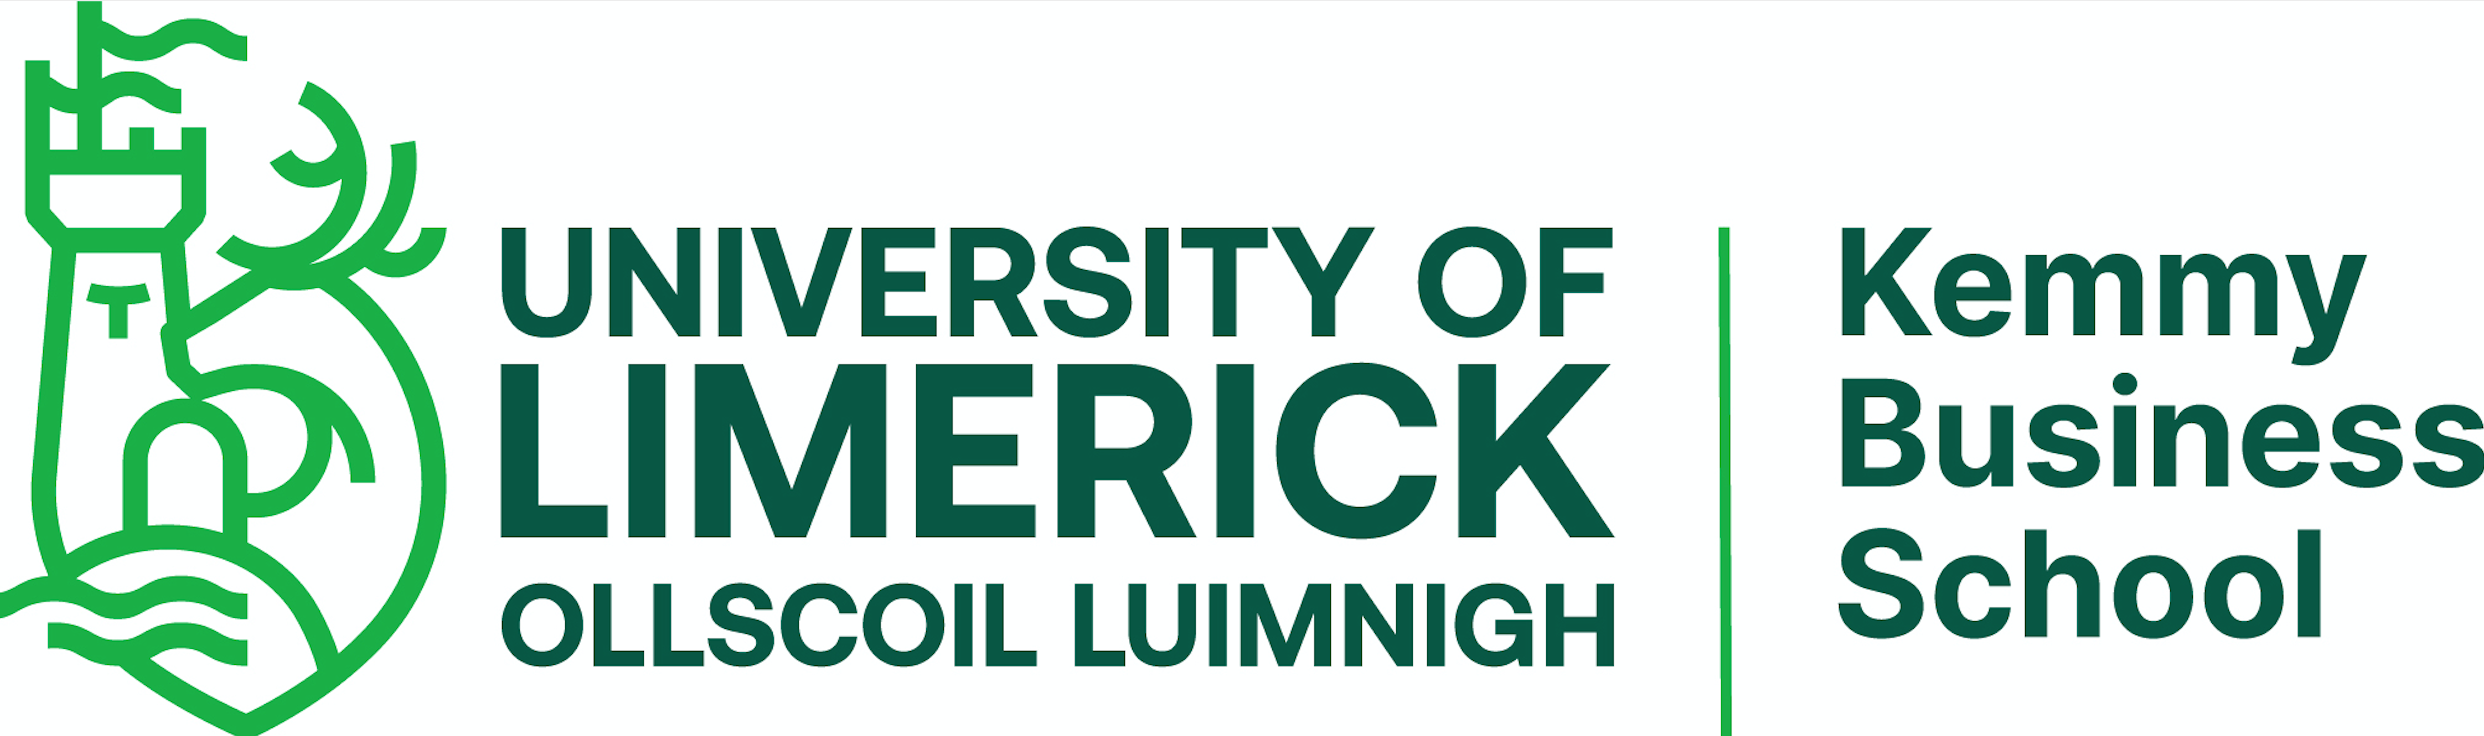 UNIVERSITY OF
LIMERICK
OLLSCOIL LUIMNIGH
Kemmy
Business
School